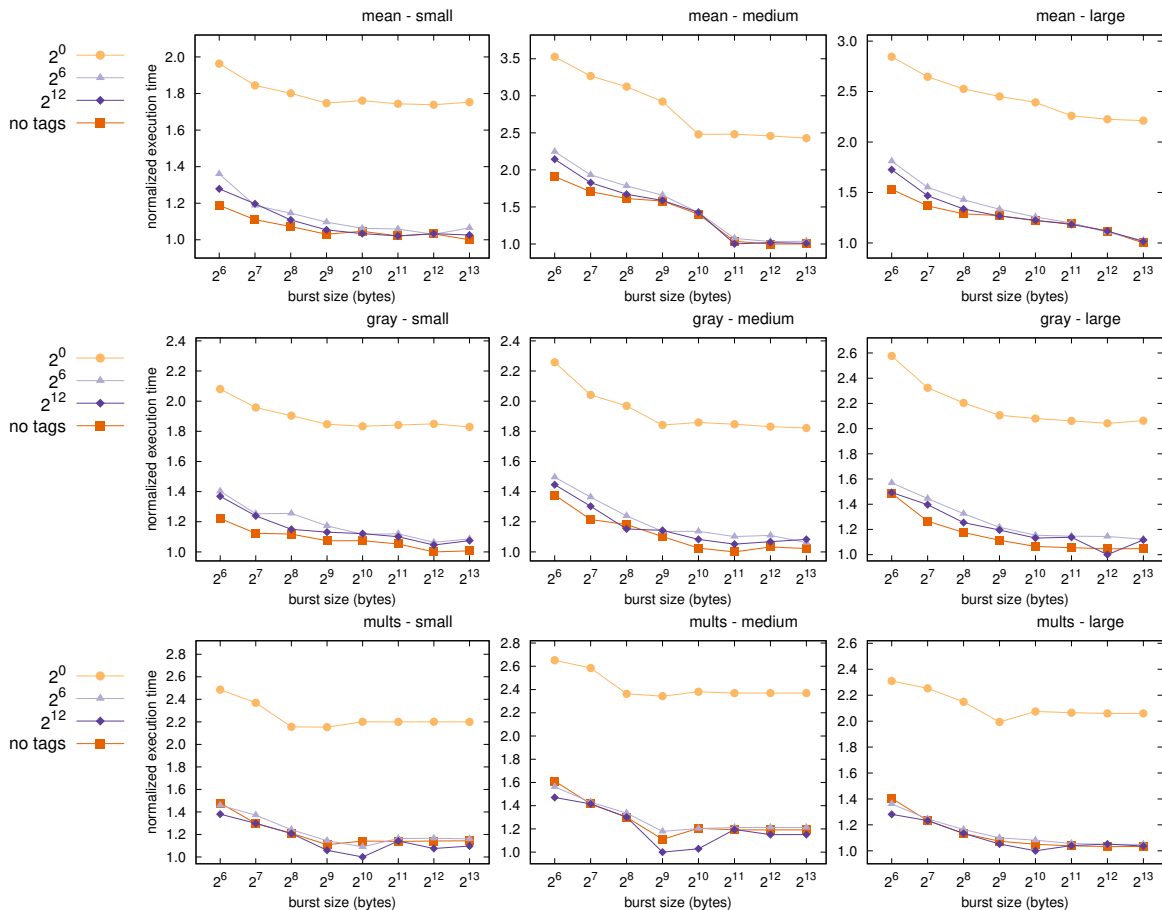 mean - small
mean - medium
mean - large
2^0
2^6
2^12
no tags
normalized execution time
2.0
1.8
1.6
1.4
1.2
1.0
2^6 2^7 2^8 2^9 2^10 2^11 2^12 2^13
burst size (bytes)
3.5
3.0
2.5
2.0
1.5
1.0
2^6 2^7 2^8 2^9 2^10 2^11 2^12 2^13
burst size (bytes)
3.0
2.5
2.0
1.5
1.0
2^6 2^7 2^8 2^9 2^10 2^11 2^12 2^13
burst size (bytes)
gray - small
gray - medium
gray - large
2^0
2^6
2^12
no tags
normalized execution time
2.4
2.2
2.0
1.8
1.6
1.4
1.2
1.0
2^6 2^7 2^8 2^9 2^10 2^11 2^12 2^13
burst size (bytes)
2.4
2.2
2.0
1.8
1.6
1.4
1.2
1.0
2^6 2^7 2^8 2^9 2^10 2^11 2^12 2^13
burst size (bytes)
2.6
2.4
2.2
2.0
1.8
1.6
1.4
1.2
1.0
2^6 2^7 2^8 2^9 2^10 2^11 2^12 2^13
burst size (bytes)
mults - small
mults - medium
mults - large
2^0
2^6
2^12
no tags
normalized execution time
2.8
2.6
2.4
2.2
2.0
1.8
1.6
1.4
1.2
1.0
2^6 2^7 2^8 2^9 2^10 2^11 2^12 2^13
burst size (bytes)
2.8
2.6
2.4
2.2
2.0
1.8
1.6
1.4
1.2
1.0
2^6 2^7 2^8 2^9 2^10 2^11 2^12 2^13
burst size (bytes)
2.6
2.4
2.2
2.0
1.8
1.6
1.4
1.2
1.0
2^6 2^7 2^8 2^9 2^10 2^11 2^12 2^13
burst size (bytes)